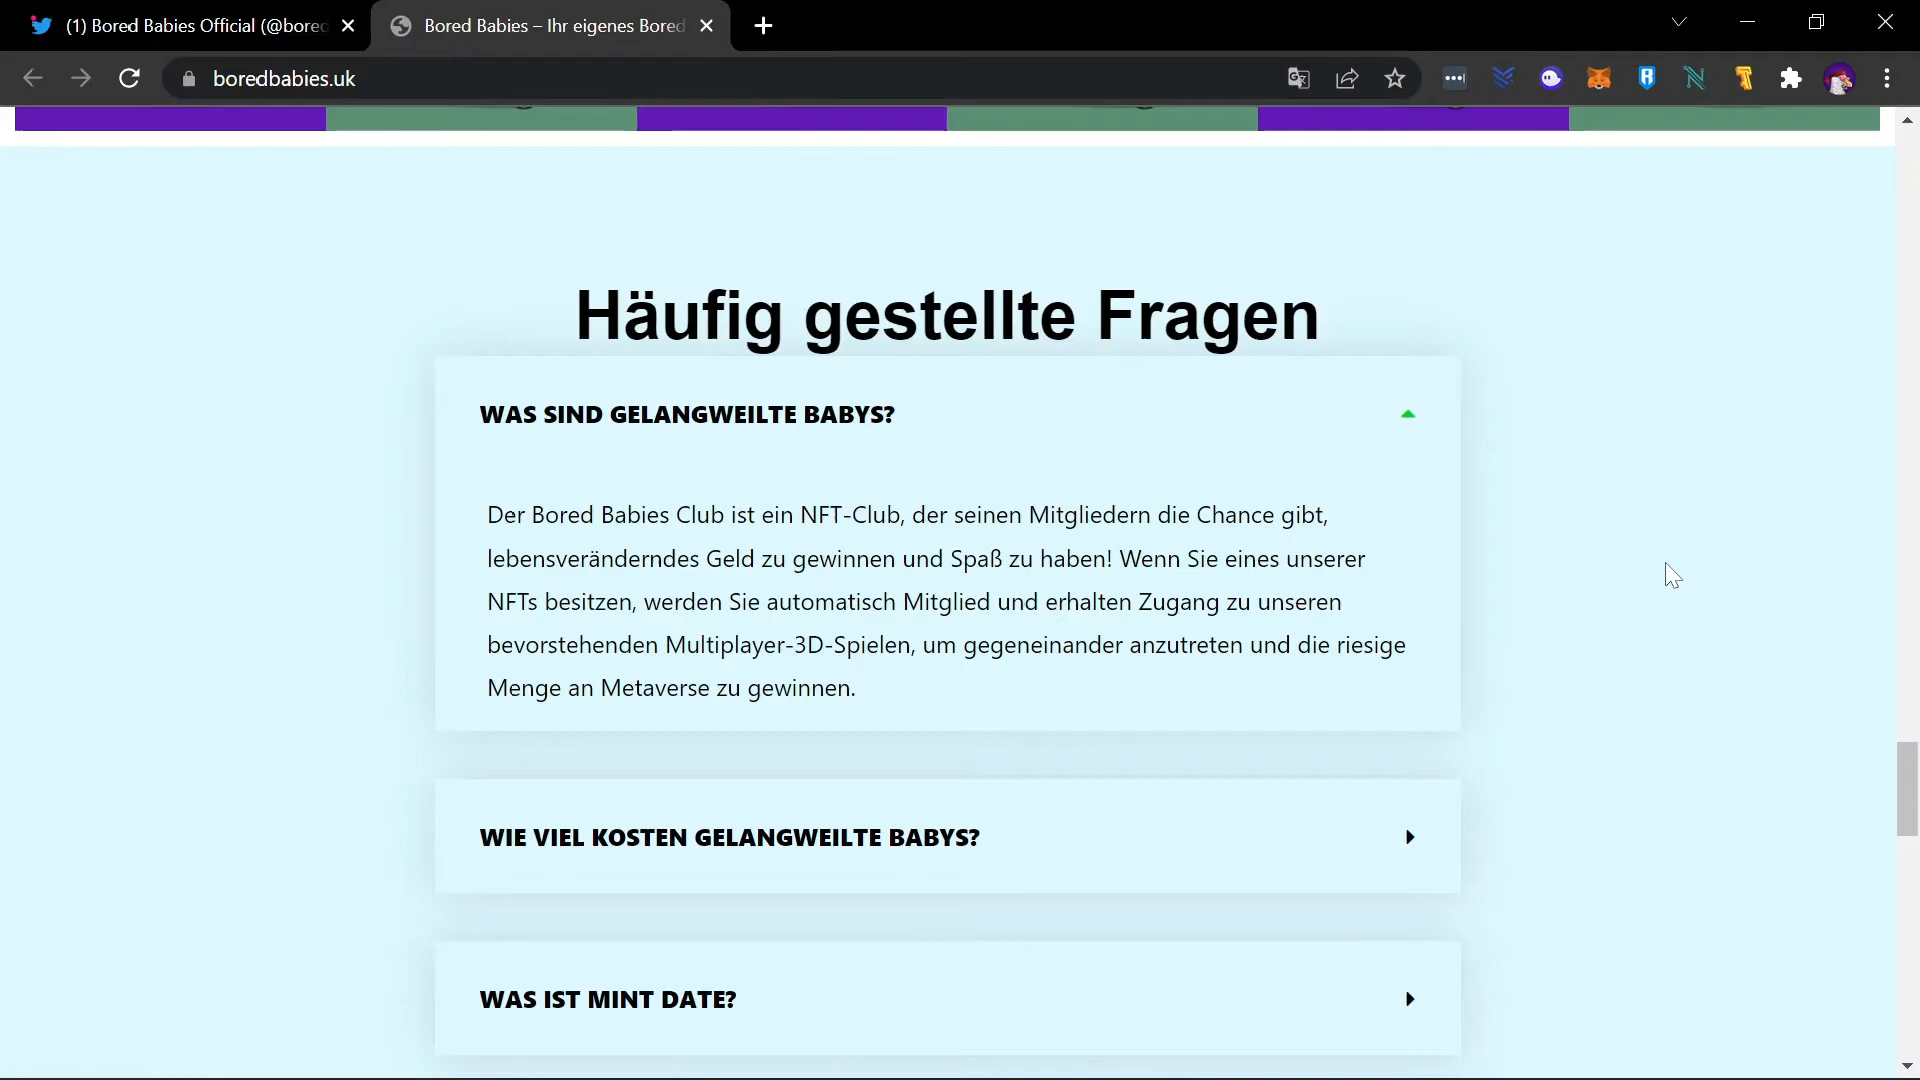 (1) Bored Babies Official (@bored
Bored Babies – Ihr eigenes Bored
boredbabies.uk
Häufig gestellte Fragen
WAS SIND GELANGWEILTE BABYS?
Der Bored Babies Club ist ein NFT-Club, der seinen Mitgliedern die Chance gibt,
lebensveränderndes Geld zu gewinnen und Spaß zu haben! Wenn Sie eines unserer
NFTs besitzen, werden Sie automatisch Mitglied und erhalten Zugang zu unseren
bevorstehenden Multiplayer-3D-Spielen, um gegeneinander anzutreten und die riesige
Menge an Metaverse zu gewinnen.
WIE VIEL KOSTEN GELANGWEILTE BABYS?
WAS IST MINT DATE?